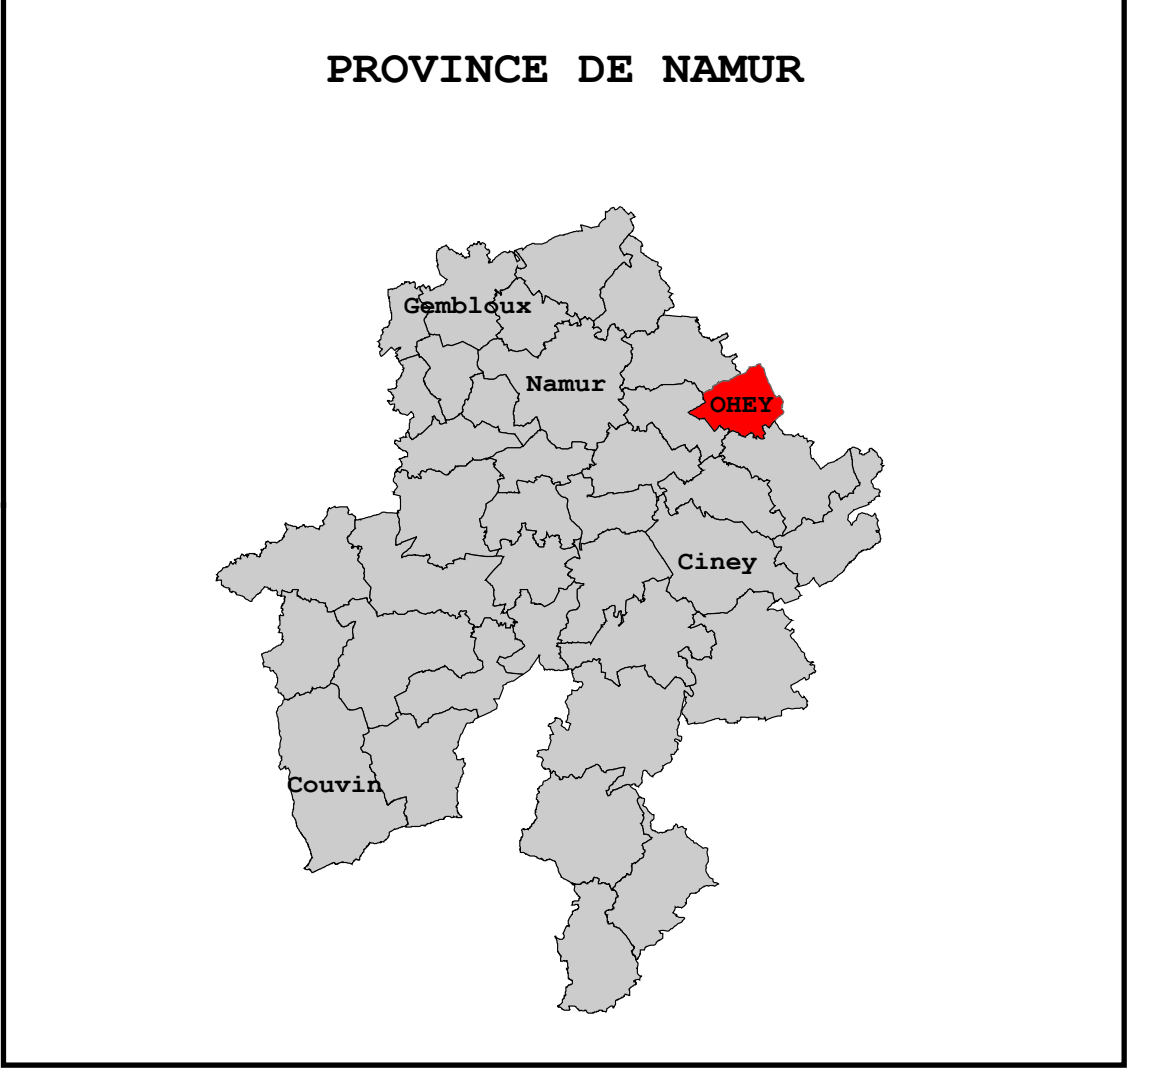 PROVINCE DE NAMUR
Gembloux
Namur
OHEY
Ciney
Couvin